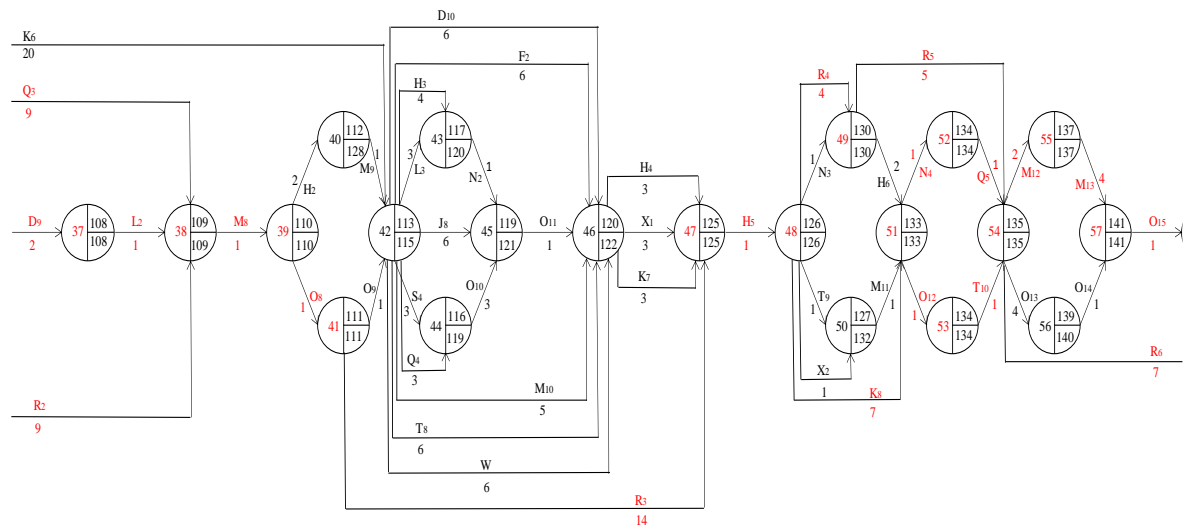 D10
6
K6
20
F2
6
R5
5
H3
4
R4
4
Q3
9
40 112
128
43 117
120
49 130
130
52 134
134
55 137
137
2 H2
1 M9
3 L3
1 N2
H4
3
1 N3
2 H6
1 N4
1 Q5
2 M12
4 M13
D9
2
37 108
108
L2
1
38 109
109
M8
1
39 110
110
42 113
115
J8
6
45 119
121
O11
1
46 120
122
X1
3
47 125
125
H5
1
48 126
126
51 133
133
54 135
135
57 141
141
O15
1
K7
3
O8
1
O9
1
S4
3
O10
3
T9
1
M11
1
O12
1
T10
1
O13
4
O14
1
41 111
111
44 116
119
50 127
132
53 134
134
56 139
140
Q4
3
X2
1
R6
7
M10
5
K8
7
R2
9
T8
6
W
6
R3
14